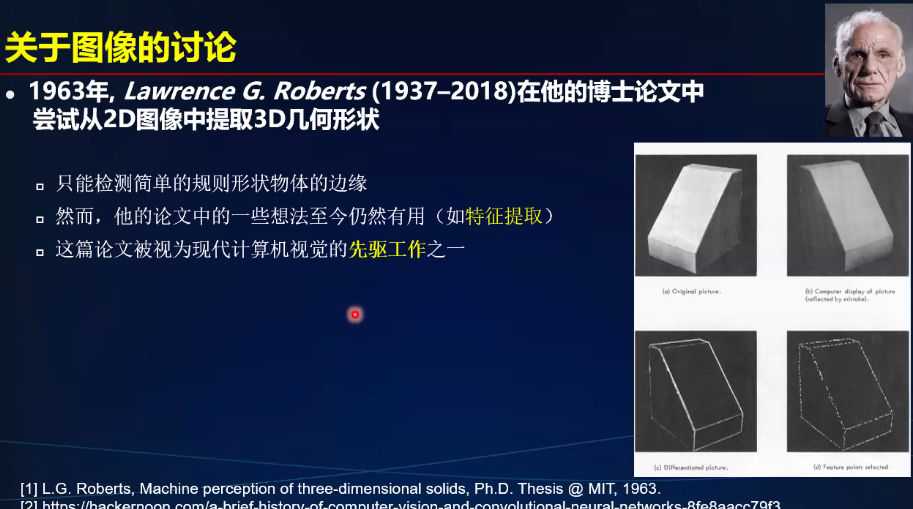 关于图像的讨论
● 1963年, Lawrence G. Roberts (1937–2018)在他的博士论文中
尝试从2D图像中提取3D几何形状
只能检测简单的规则形状物体的边缘
然而，他的论文中的一些想法至今仍然有用（如特征提取）
这篇论文被视为现代计算机视觉的先驱工作之一
(a) Original picture.
(b) Computer display of picture
(reflected by mistake).
(c) Differentiated picture.
(d) Feature points selected.
[1] L.G. Roberts, Machine perception of three-dimensional solids, Ph.D. Thesis @ MIT, 1963.
[2] https://hackernoon.com/a-brief-history-of-computer-vision-and-convolutional-neural-networks-8fe8aacc79f3